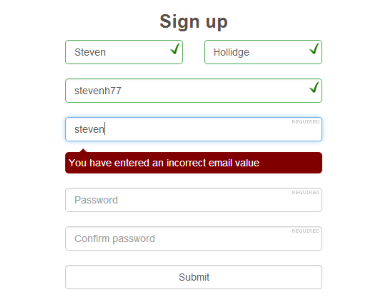 Sign up
Steven Hollidge
stevenh77
REQUIRED
steven
You have entered an incorrect email value
REQUIRED
Password
REQUIRED
Confirm password
Submit